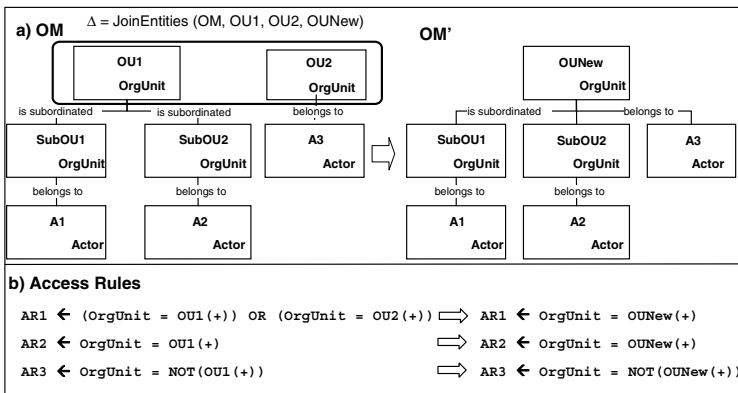 Δ = JoinEntities (OM, OU1, OU2, OUNew)
a) OM
OM’
OU1
OrgUnit
OU2
OrgUnit
OUNew
OrgUnit
is subordinated
is subordinated
belongs to
is subordinated
belongs to
SubOU1
OrgUnit
SubOU2
OrgUnit
A3
Actor
SubOU1
OrgUnit
SubOU2
OrgUnit
A3
Actor
belongs to
belongs to
belongs to
belongs to
A1
Actor
A2
Actor
A1
Actor
A2
Actor
b) Access Rules
AR1 ← (OrgUnit = OU1(+)) OR (OrgUnit = OU2(+)) ⇨ AR1 ← OrgUnit = OUNew(+)
AR2 ← OrgUnit = OU1(+) ⇨ AR2 ← OrgUnit = OUNew(+)
AR3 ← OrgUnit = NOT(OU1(+)) ⇨ AR3 ← OrgUnit = NOT(OUNew(+))